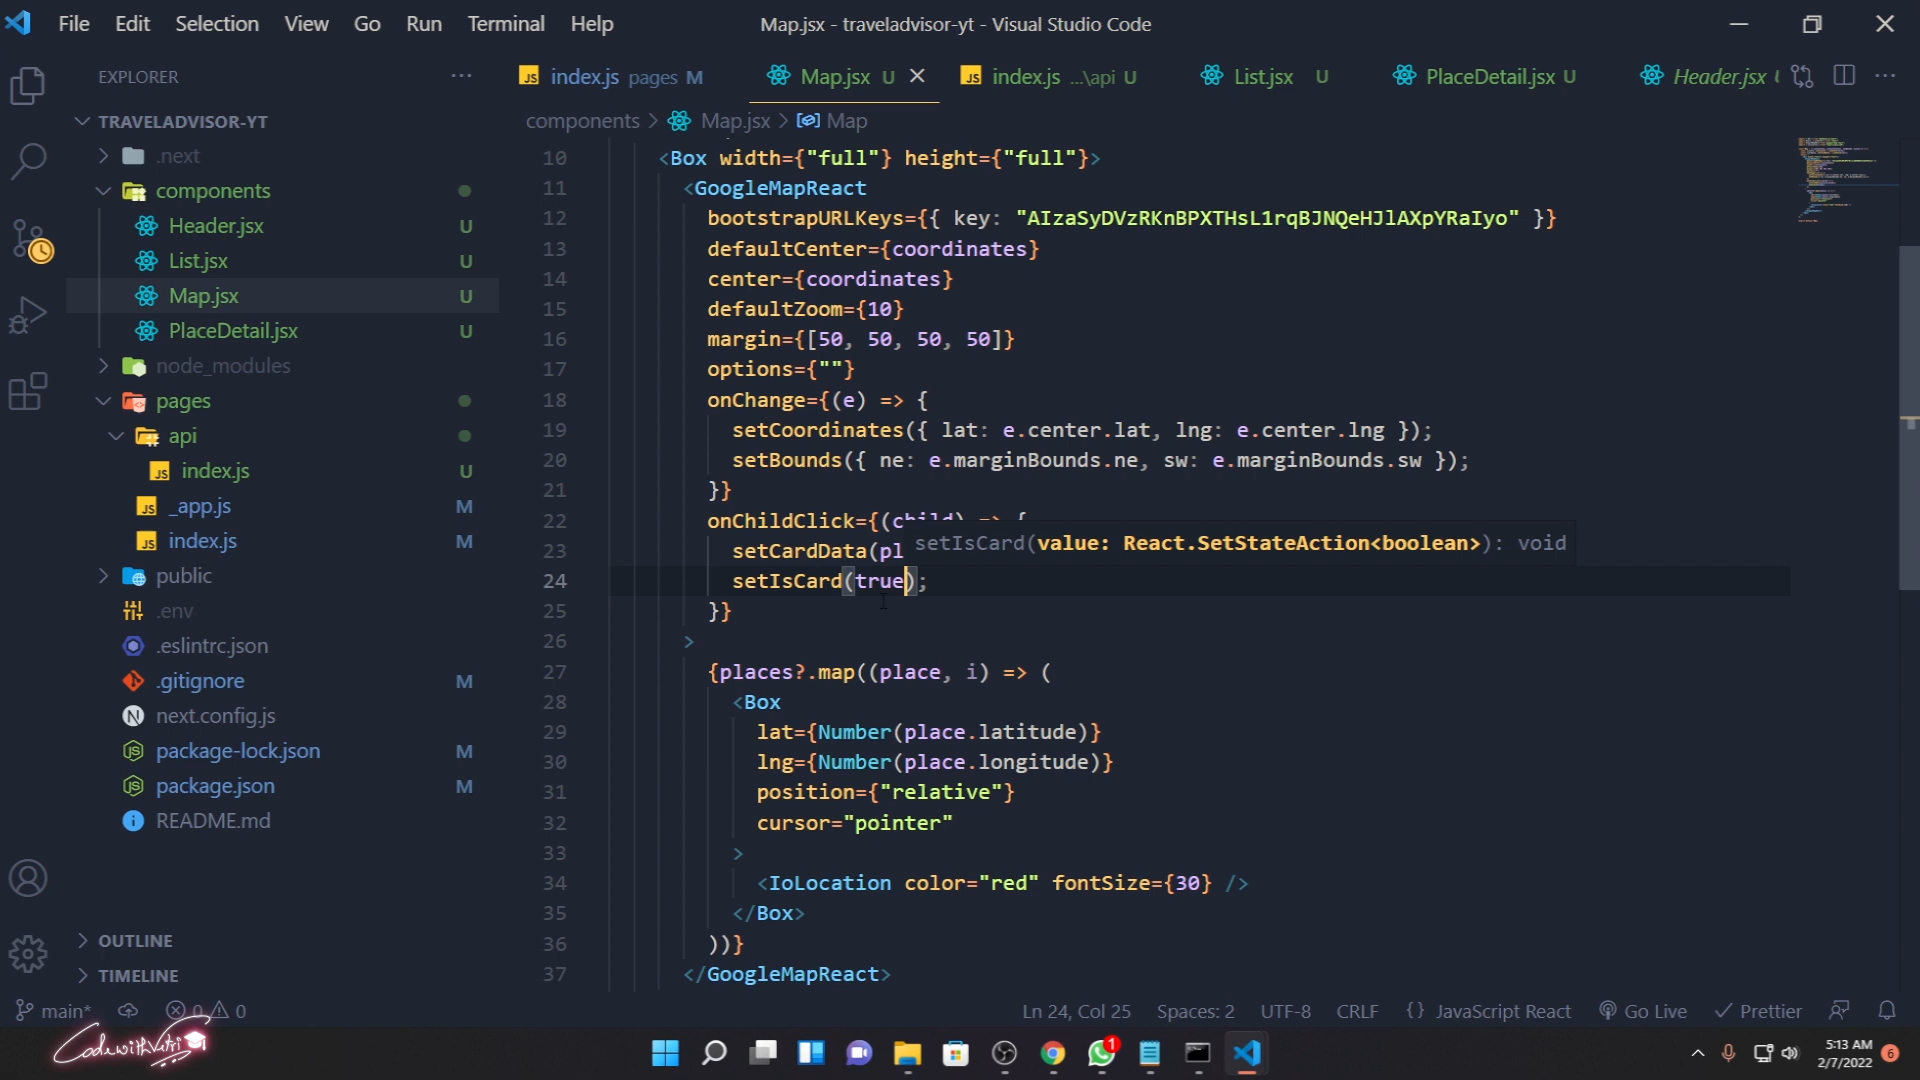 File Edit Selection View Go Run Terminal Help
Map.jsx - traveladvisor-yt - Visual Studio Code
EXPLORER
TRAVELADVISOR-YT
.next
components
Header.jsx U
List.jsx U
Map.jsx U
PlaceDetail.jsx U
node_modules
pages
api
index.js U
_app.js M
index.js M
public
.env
.eslintrc.json
.gitignore M
next.config.js
package-lock.json M
package.json M
README.md
OUTLINE
TIMELINE
index.js pages M
Map.jsx U
index.js ...\api U
List.jsx U
PlaceDetail.jsx U
Header.jsx
components > Map.jsx > Map
10 <Box width={"full"} height={"full"}>
11 <GoogleMapReact
12 bootstrapURLKeys={{ key: "AIzaSyDVzRKnBPXTHsL1rqBJNQeHJlAXpYRaIyo" }}
13 defaultCenter={coordinates}
14 center={coordinates}
15 defaultZoom={10}
16 margin={[50, 50, 50, 50]}
17 options={""}
18 onChange={(e) => {
19 setCoordinates({ lat: e.center.lat, lng: e.center.lng });
20 setBounds({ ne: e.marginBounds.ne, sw: e.marginBounds.sw });
21 }}
22 onChildClick={(child) => {
23 setCardData(pl
setIsCard(value: React.SetStateAction<boolean>): void
24 setIsCard(true);
25 }}
26 >
27 {places?.map((place, i) => (
28 <Box
29 lat={Number(place.latitude)}
30 lng={Number(place.longitude)}
31 position={"relative"}
32 cursor="pointer"
33 >
34 <IoLocation color="red" fontSize={30} />
35 </Box>
36 ))}
37 </GoogleMapReact>
main* 0 0
Ln 24, Col 25 Spaces: 2 UTF-8 CRLF {} JavaScript React Go Live Prettier
CodewithVetri
1
5:13 AM
2/7/2022
6